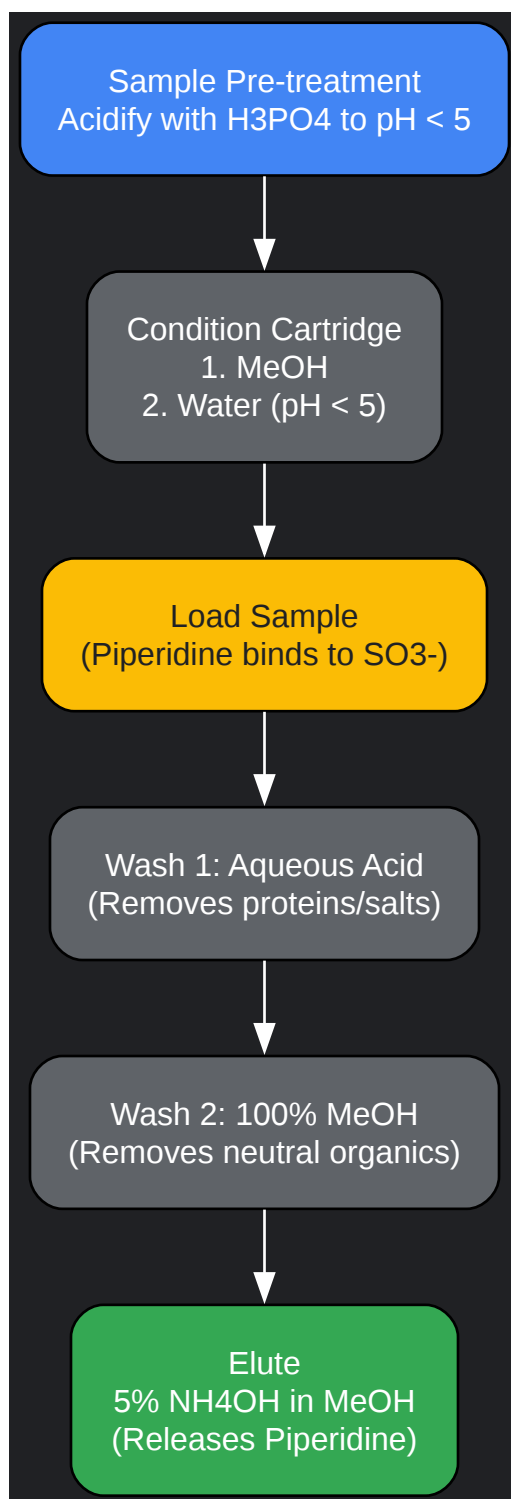 Sample Pre-treatment
Acidify with H3PO4 to pH < 5
Condition Cartridge
1. MeOH
2. Water (pH < 5)
Load Sample
(Piperidine binds to SO3-)
Wash 1: Aqueous Acid
(Removes proteins/salts)
Wash 2: 100% MeOH
(Removes neutral organics)
Elute
5% NH4OH in MeOH
(Releases Piperidine)